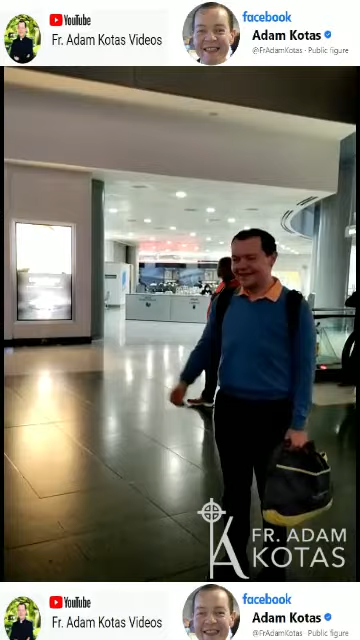 YouTube
Fr. Adam Kotas Videos
facebook
Adam Kotas
@FrAdamKotas · Public figure
FR. ADAM
KOTAS
YouTube
Fr. Adam Kotas Videos
facebook
Adam Kotas
@FrAdamKotas · Public figure